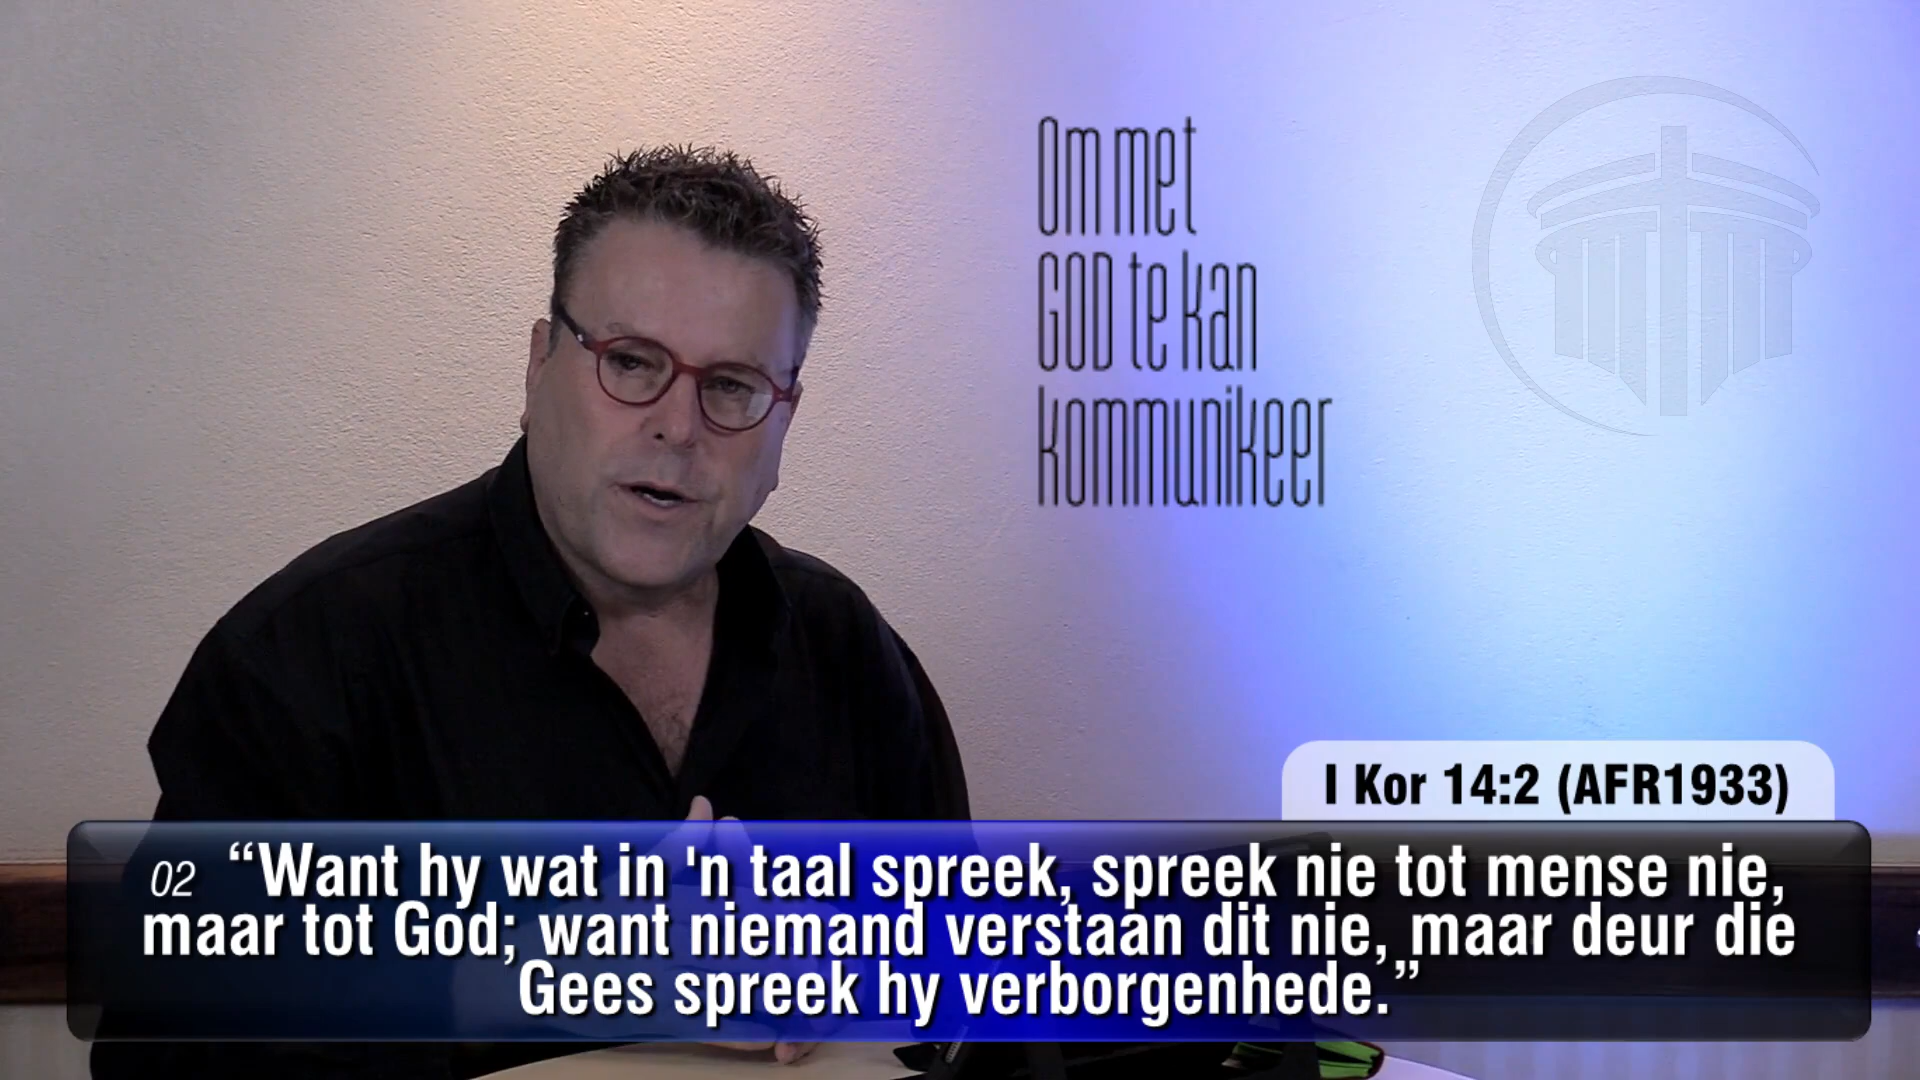 Om met
GOD te kan
kommunikeer
I Kor 14:2 (AFR1933)
02 “Want hy wat in 'n taal spreek, spreek nie tot mense nie,
maar tot God; want niemand verstaan dit nie, maar deur die
Gees spreek hy verborgenhede.”